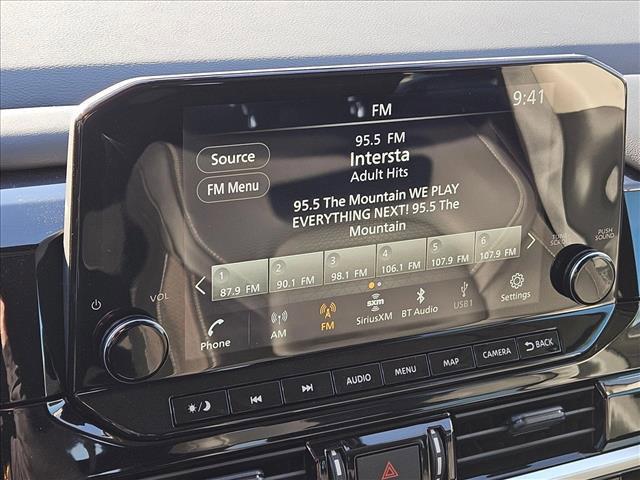 FM
9:41
95.5 FM
Intersta
Adult Hits
Source
FM Menu
95.5 The Mountain WE PLAY
EVERYTHING NEXT! 95.5 The
Mountain
1 2 3 4 5 6
87.9 FM 90.1 FM 98.1 FM 106.1 FM 107.9 FM 107.9 FM
Phone AM FM sxm SiriusXM BT Audio USB1 Settings
VOL
TUNE
SCROLL
PUSH
SOUND
AUDIO MENU MAP CAMERA BACK